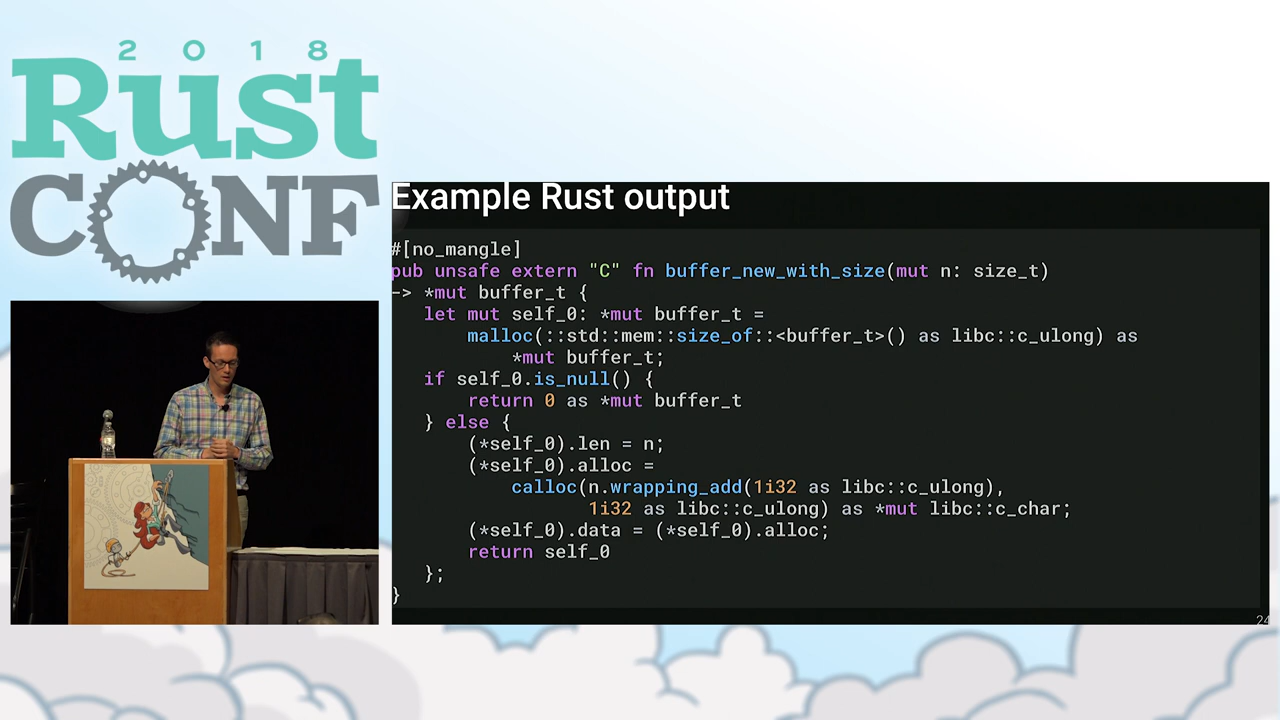 2018
Rust
CONF
Example Rust output
#[no_mangle]
pub unsafe extern "C" fn buffer_new_with_size(mut n: size_t)
-> *mut buffer_t {
    let mut self_0: *mut buffer_t =
        malloc(::std::mem::size_of::<buffer_t>() as libc::c_ulong) as
            *mut buffer_t;
    if self_0.is_null() {
        return 0 as *mut buffer_t
    } else {
        (*self_0).len = n;
        (*self_0).alloc =
            calloc(n.wrapping_add(1i32 as libc::c_ulong),
                   1i32 as libc::c_ulong) as *mut libc::c_char;
        (*self_0).data = (*self_0).alloc;
        return self_0
    };
}
24